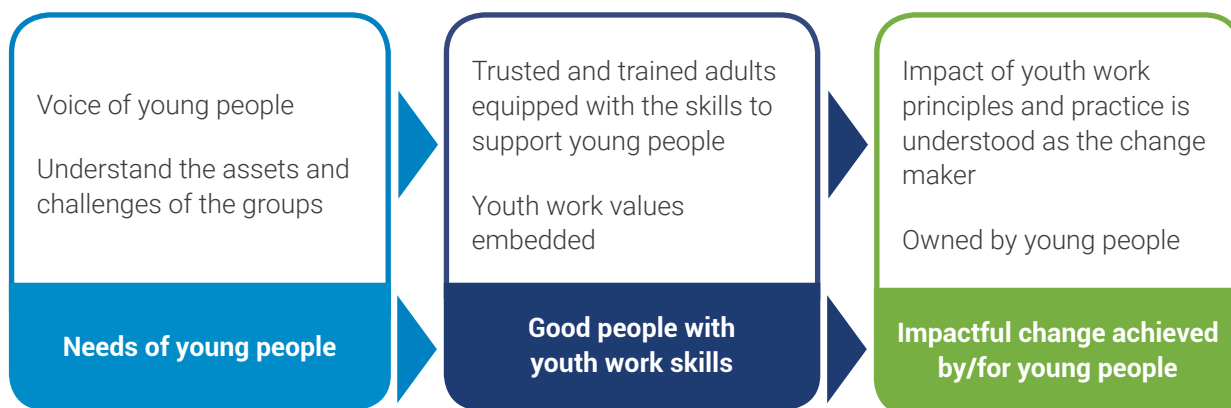 Voice of young people
Understand the assets and
challenges of the groups
Needs of young people
Trusted and trained adults
equipped with the skills to
support young people
Youth work values
embedded
Good people with
youth work skills
Impact of youth work
principles and practice is
understood as the change
maker
Owned by young people
Impactful change achieved
by/for young people